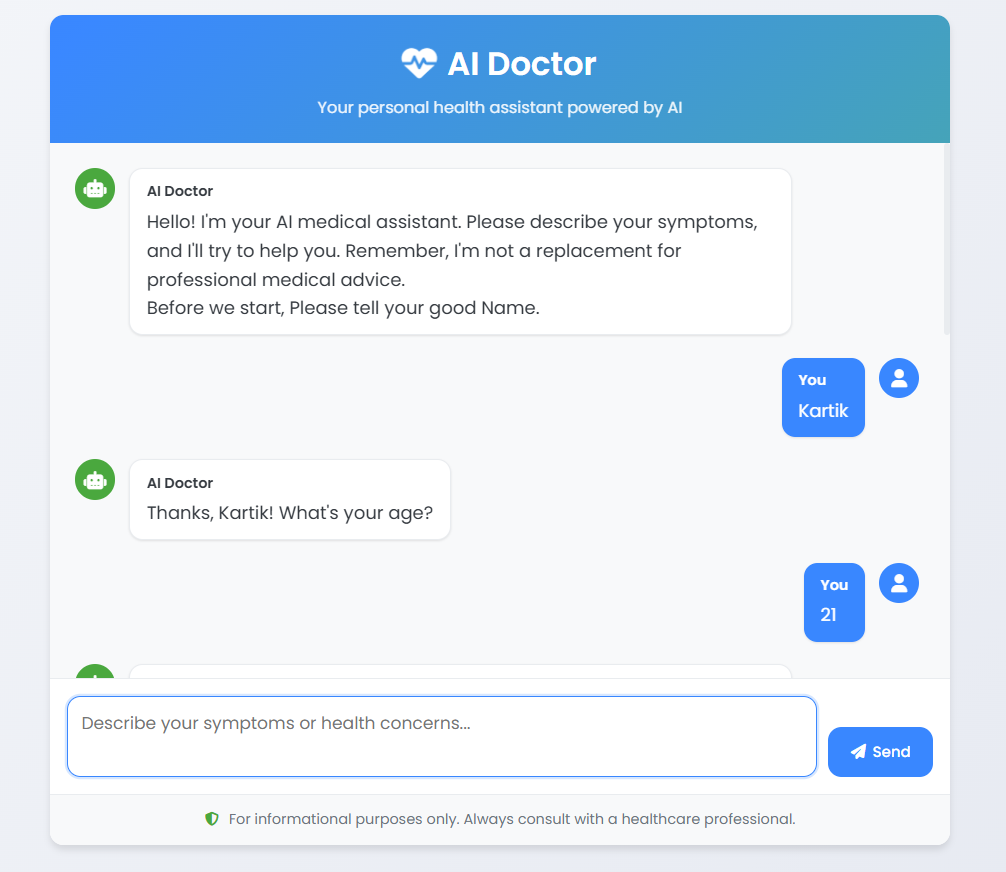 AI Doctor
Your personal health assistant powered by AI
AI Doctor
Hello! I'm your AI medical assistant. Please describe your symptoms,
and I'll try to help you. Remember, I'm not a replacement for
professional medical advice.
Before we start, Please tell your good Name.
You
Kartik
AI Doctor
Thanks, Kartik! What's your age?
You
21
Describe your symptoms or health concerns...
Send
For informational purposes only. Always consult with a healthcare professional.